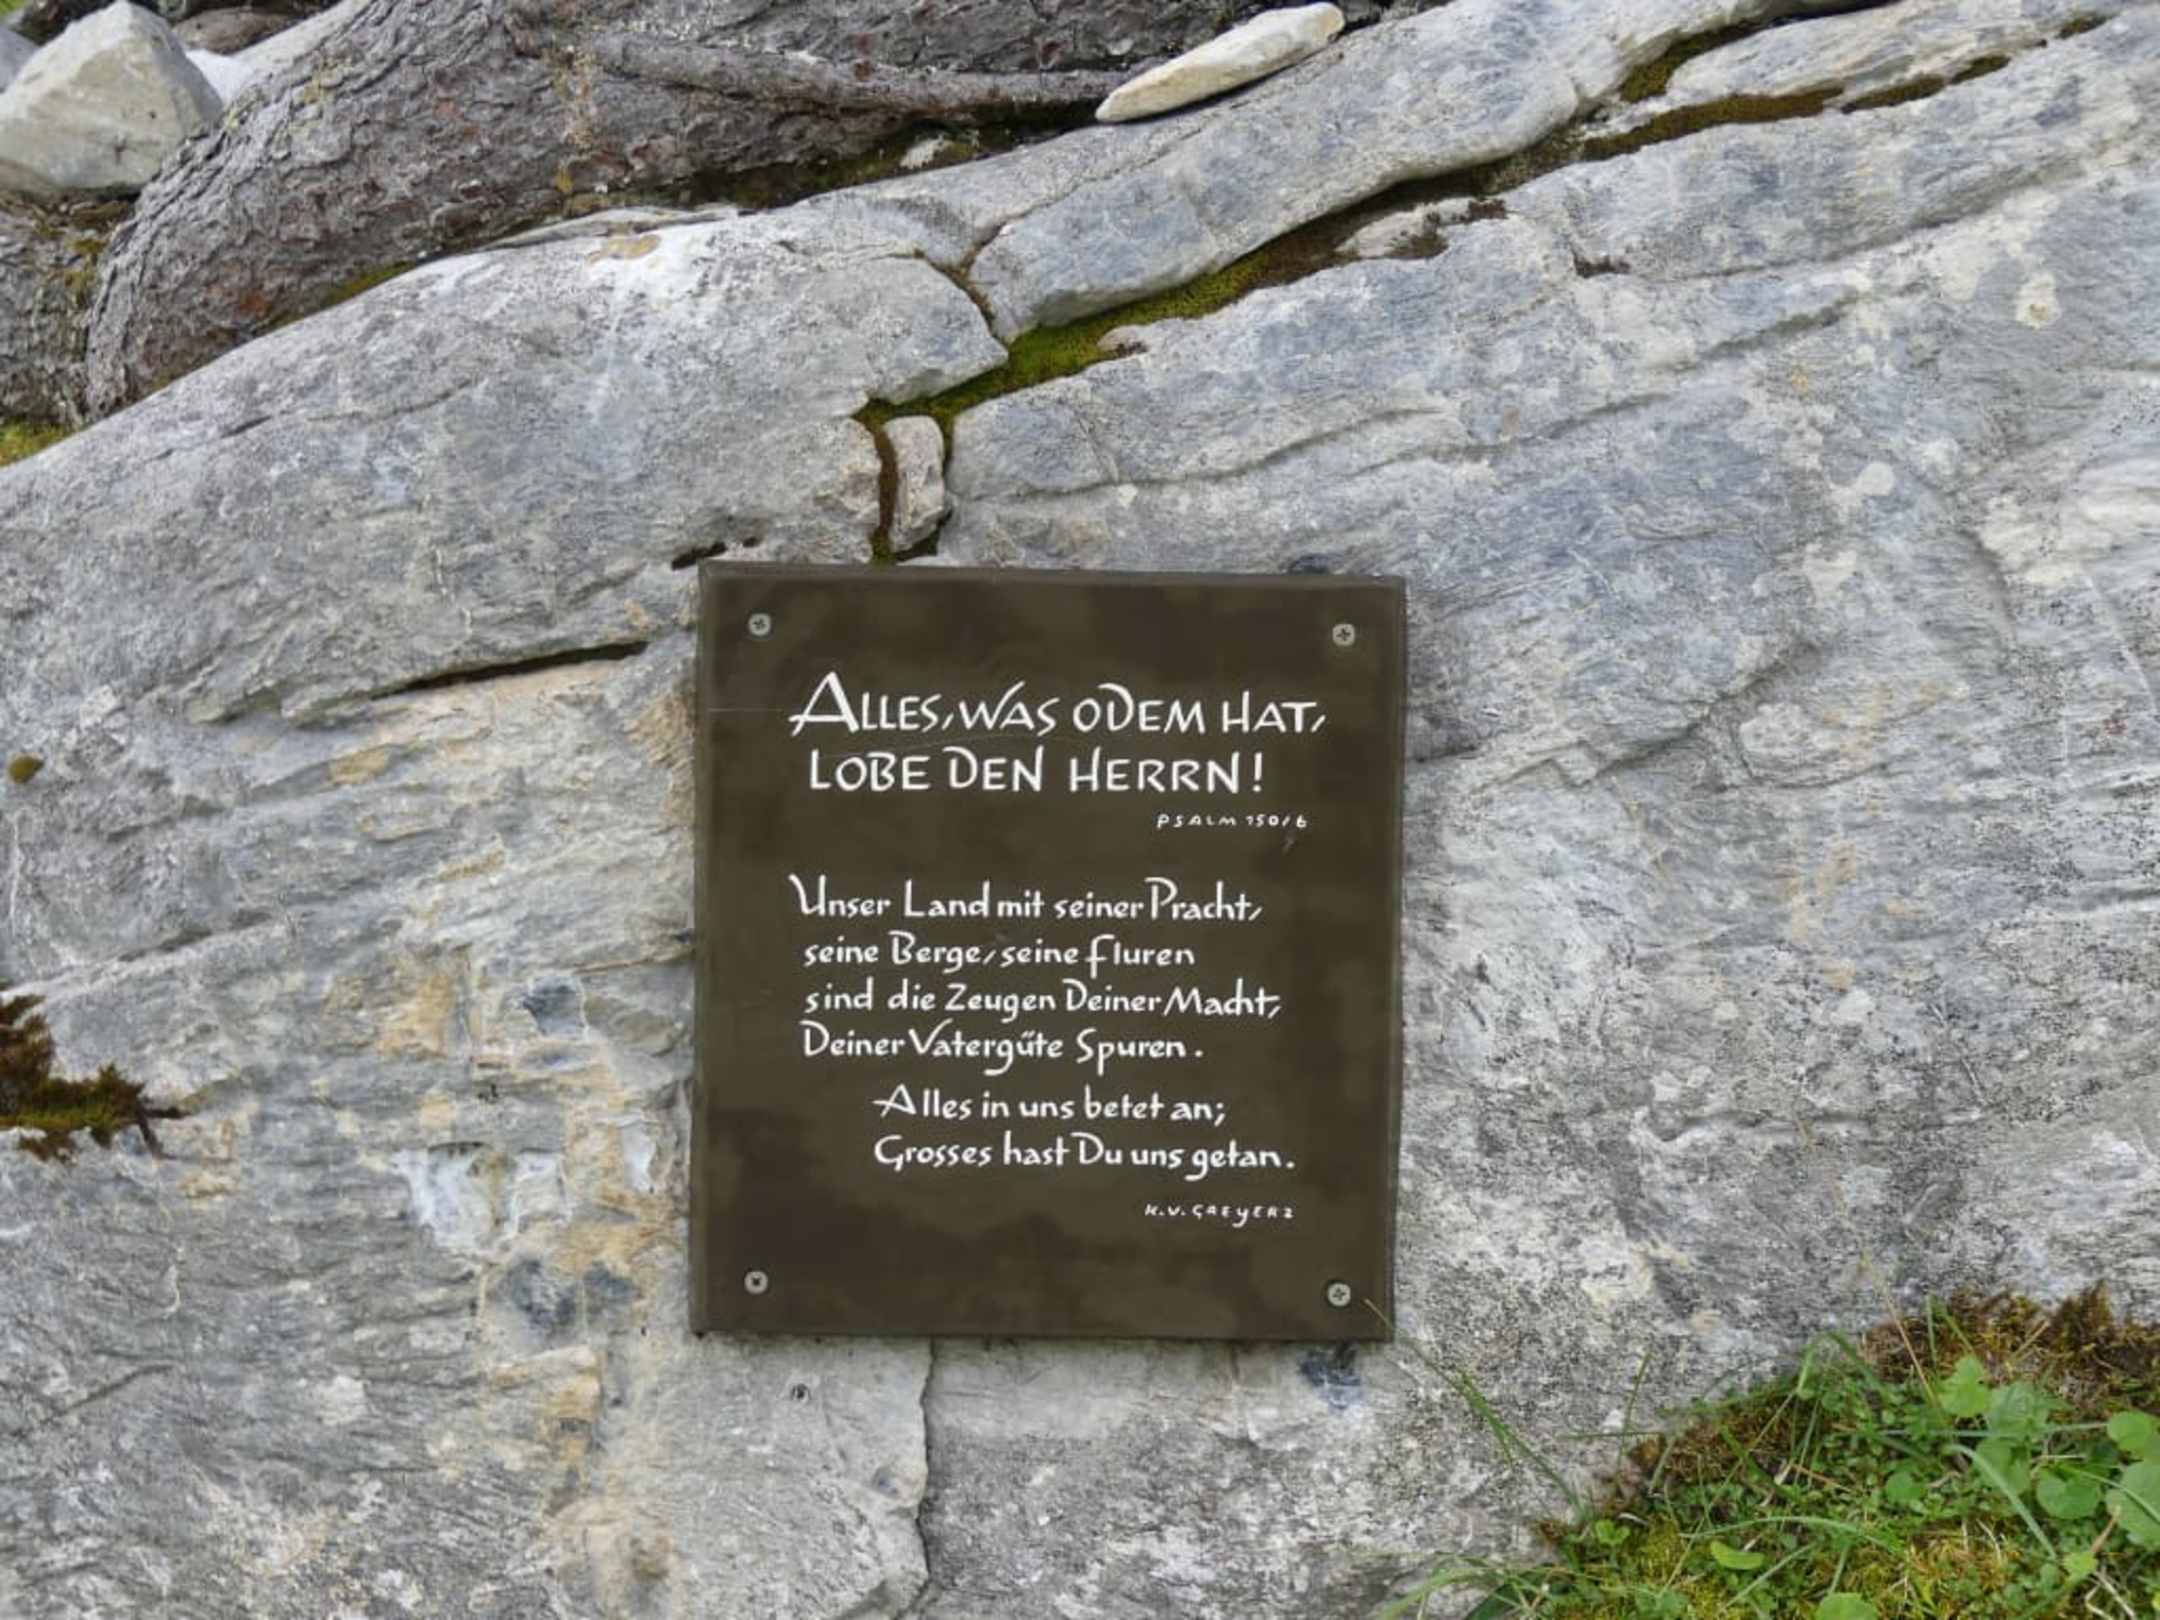 ALLES, WAS ODEM HAT,
LOBE DEN HERRN!
PSALM 150/6
Unser Land mit seiner Pracht,
seine Berge, seine Fluren
sind die Zeugen Deiner Macht,
Deiner Vatergüte Spuren.
Alles in uns betet an;
Grosses hast Du uns getan.
K.V. GREYERZ